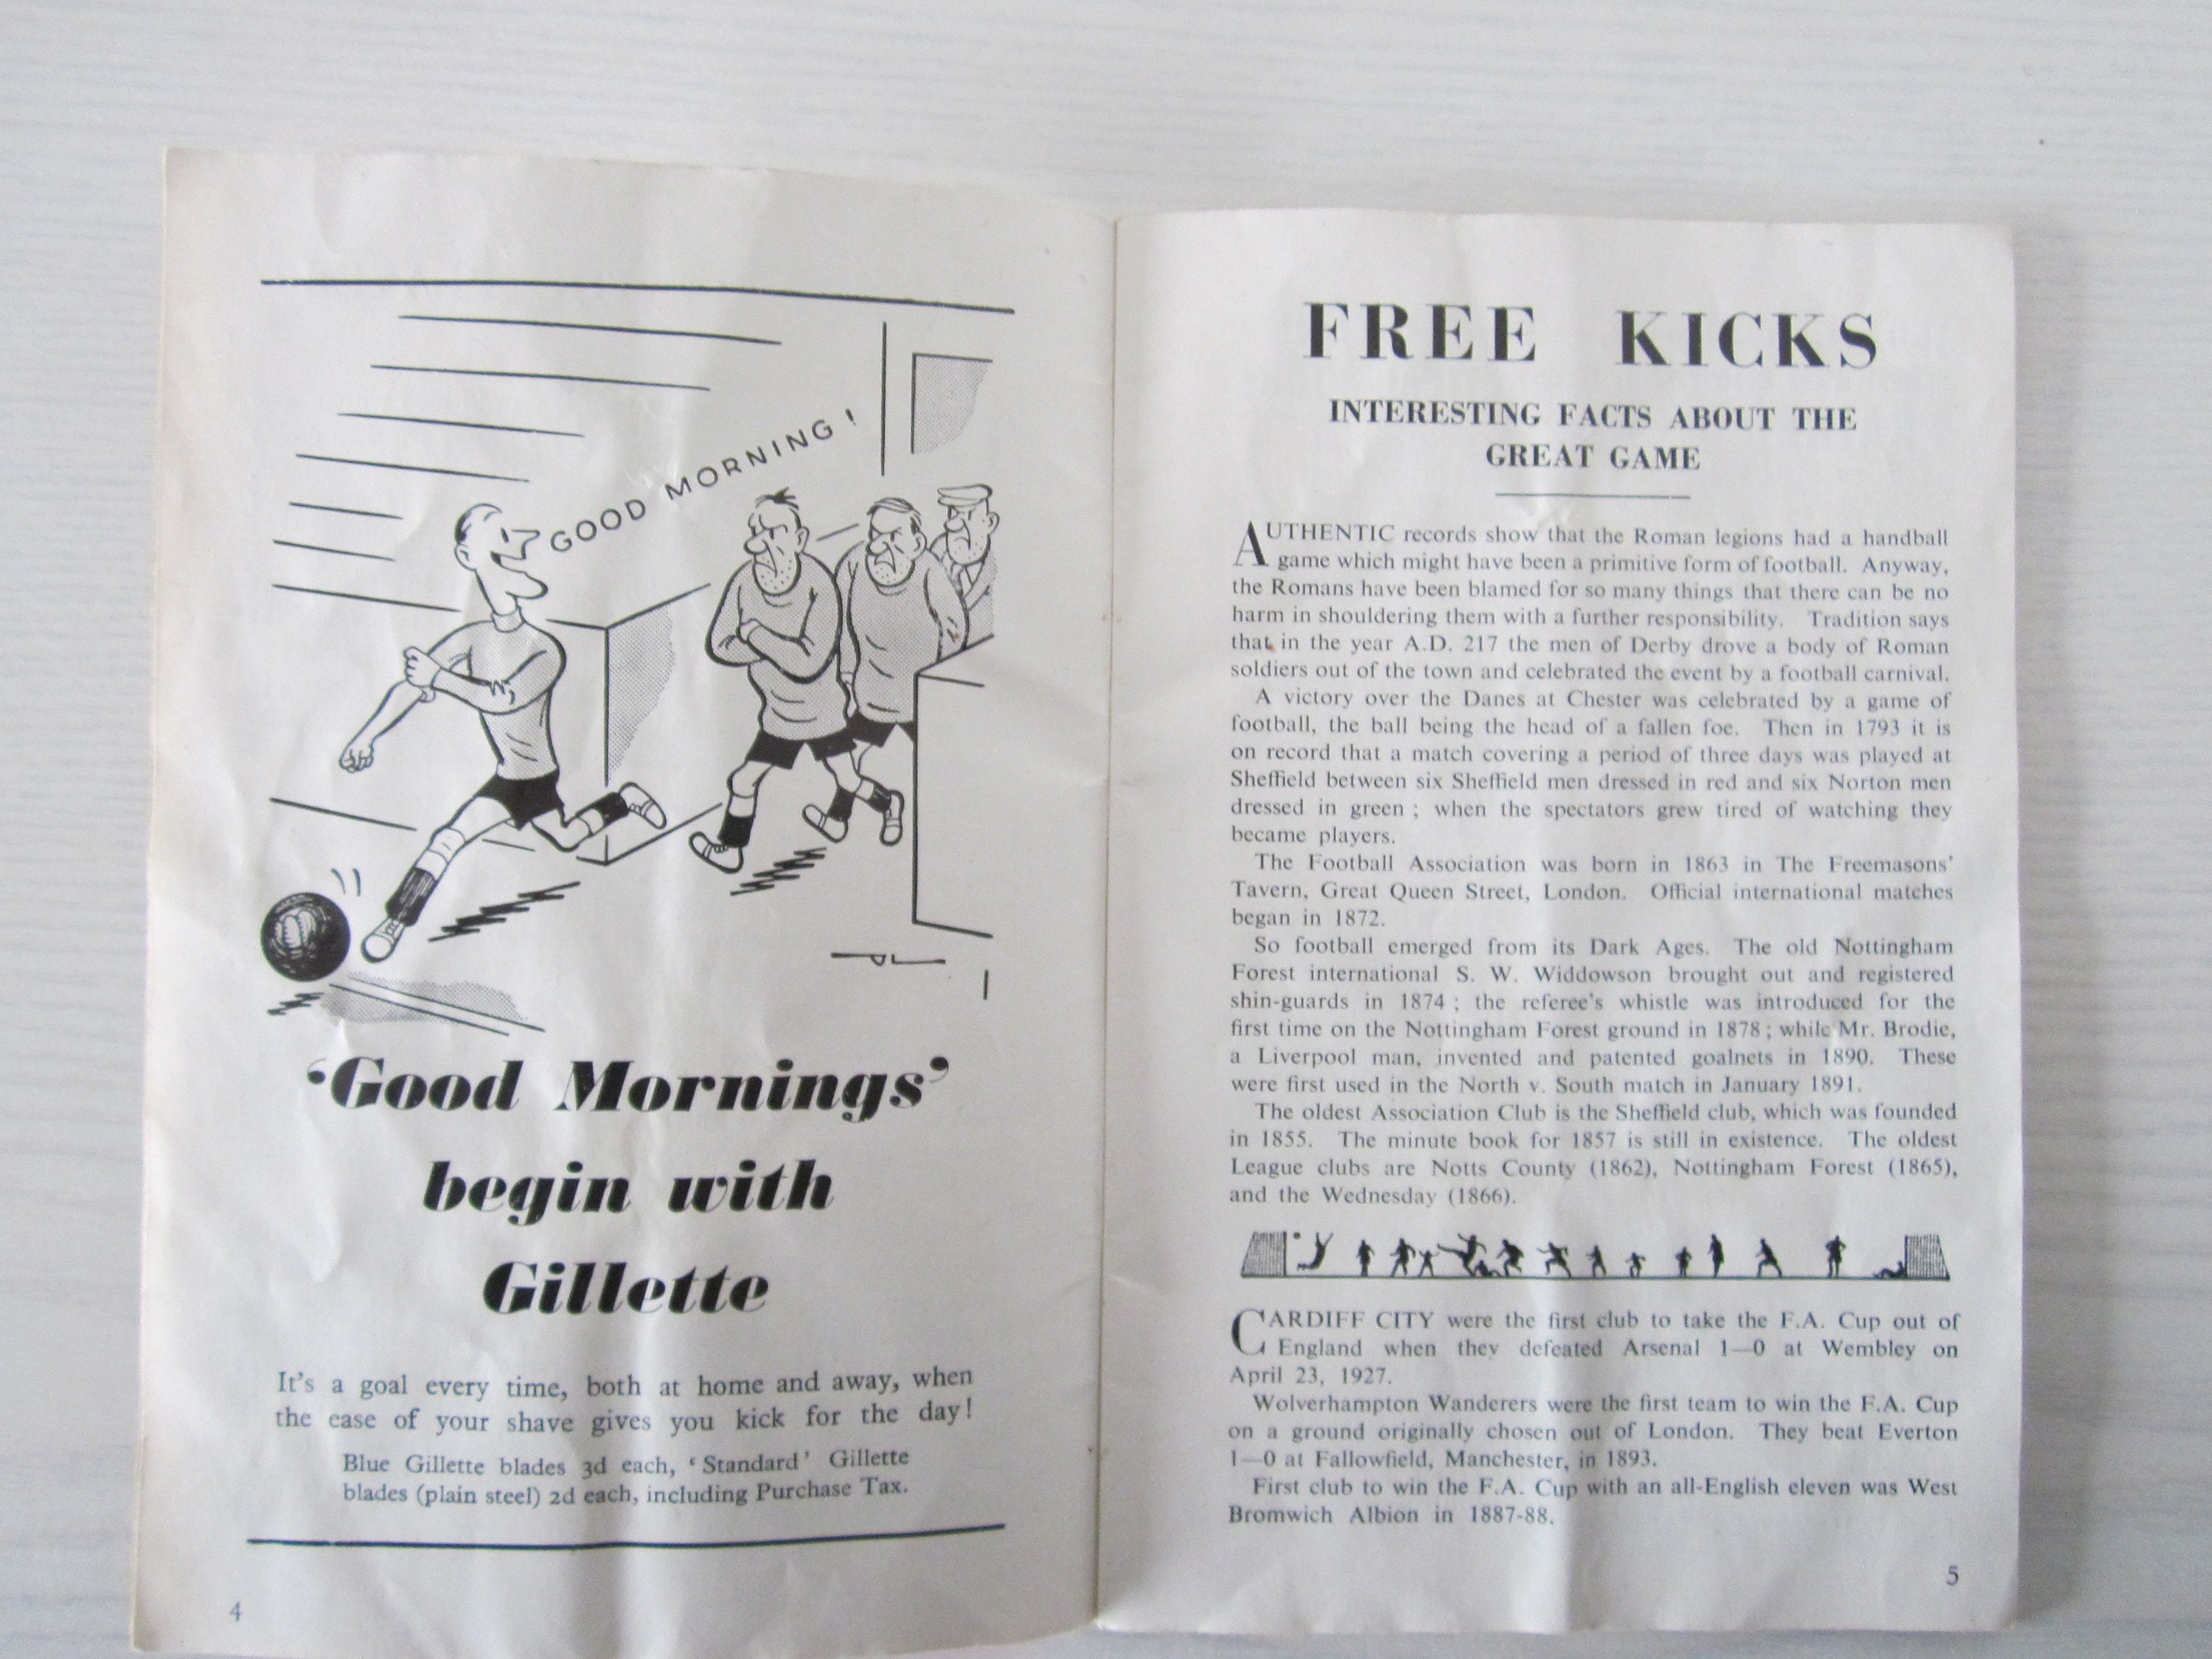 GOOD MORNING!
'Good Mornings'
begin with
Gillette
It's a goal every time, both at home and away, when
the ease of your shave gives you kick for the day!
Blue Gillette blades 3d each, 'Standard' Gillette
blades (plain steel) 2d each, including Purchase Tax.
4
FREE KICKS
INTERESTING FACTS ABOUT THE
GREAT GAME
AUTHENTIC records show that the Roman legions had a handball
game which might have been a primitive form of football. Anyway,
the Romans have been blamed for so many things that there can be no
harm in shouldering them with a further responsibility. Tradition says
that in the year A.D. 217 the men of Derby drove a body of Roman
soldiers out of the town and celebrated the event by a football carnival.
A victory over the Danes at Chester was celebrated by a game of
football, the ball being the head of a fallen foe. Then in 1793 it is
on record that a match covering a period of three days was played at
Sheffield between six Sheffield men dressed in red and six Norton men
dressed in green; when the spectators grew tired of watching they
became players.
The Football Association was born in 1863 in The Freemasons'
Tavern, Great Queen Street, London. Official international matches
began in 1872.
So football emerged from its Dark Ages. The old Nottingham
Forest international S. W. Widdowson brought out and registered
shin-guards in 1874; the referee's whistle was introduced for the
first time on the Nottingham Forest ground in 1878; while Mr. Brodie,
a Liverpool man, invented and patented goalnets in 1890. These
were first used in the North v. South match in January 1891.
The oldest Association Club is the Sheffield club, which was founded
in 1855. The minute book for 1857 is still in existence. The oldest
League clubs are Notts County (1862), Nottingham Forest (1865),
and the Wednesday (1866).
CARDIFF CITY were the first club to take the F.A. Cup out of
England when they defeated Arsenal 1—0 at Wembley on
April 23, 1927.
Wolverhampton Wanderers were the first team to win the F.A. Cup
on a ground originally chosen out of London. They beat Everton
1—0 at Fallowfield, Manchester, in 1893.
First club to win the F.A. Cup with an all-English eleven was West
Bromwich Albion in 1887-88.
5